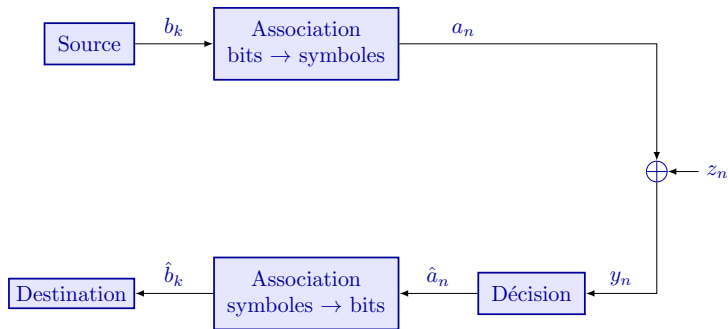 Source
b_k
Association
bits → symboles
a_n
z_n
Destination
b̂_k
Association
symboles → bits
â_n
Décision
y_n